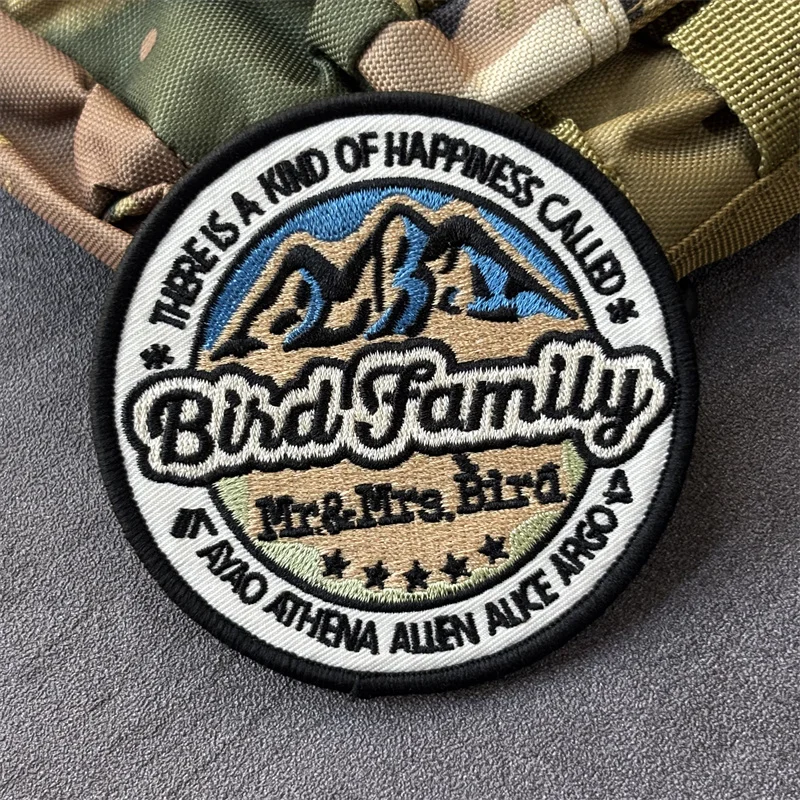 THERE IS A KIND OF HAPPINESS CALLED
Bird Family
Mr.&Mrs. Bird
AYAO ATHENA ALLEN ALICE ARGO